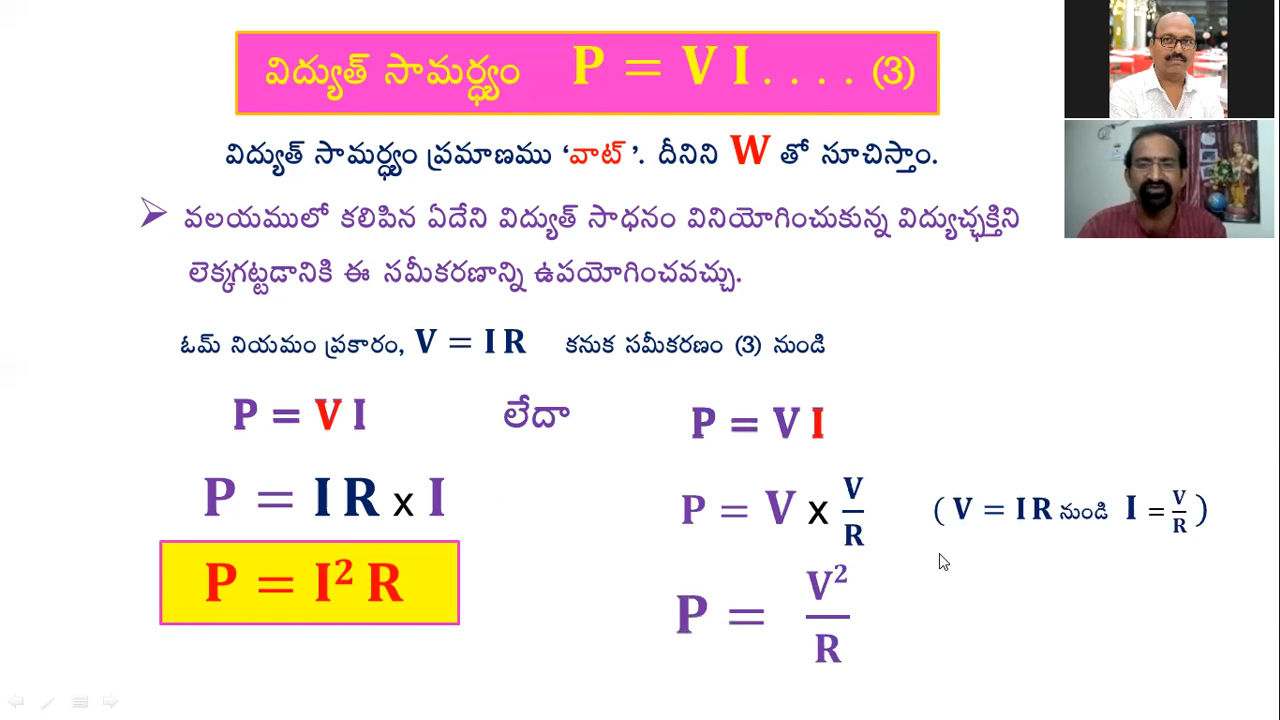 విద్యుత్ సామర్థ్యం P = V I . . . . (3)
విద్యుత్ సామర్థ్యం ప్రమాణము ‘వాట్ ’. దీనిని W తో సూచిస్తాం.
➢ వలయములో కలిపిన ఏదేని విద్యుత్ సాధనం వినియోగించుకున్న విద్యుచ్ఛక్తిని
లెక్కగట్టడానికి ఈ సమీకరణాన్ని ఉపయోగించవచ్చు.
ఓమ్ నియమం ప్రకారం, V = I R కనుక సమీకరణం (3) నుండి
P = V I లేదా P = V I
P = I R x I P = V x V/R ( V = I R నుండి I = V/R )
P = I² R P = V²/R